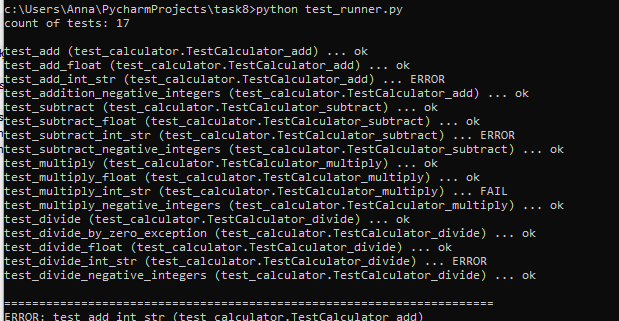 c:\Users\Anna\PycharmProjects\task8>python test_runner.py
count of tests: 17
test_add (test_calculator.TestCalculator_add) ... ok
test_add_float (test_calculator.TestCalculator_add) ... ok
test_add_int_str (test_calculator.TestCalculator_add) ... ERROR
test_addition_negative_integers (test_calculator.TestCalculator_add) ... ok
test_subtract (test_calculator.TestCalculator_subtract) ... ok
test_subtract_float (test_calculator.TestCalculator_subtract) ... ok
test_subtract_int_str (test_calculator.TestCalculator_subtract) ... ERROR
test_subtract_negative_integers (test_calculator.TestCalculator_subtract) ... ok
test_multiply (test_calculator.TestCalculator_multiply) ... ok
test_multiply_float (test_calculator.TestCalculator_multiply) ... ok
test_multiply_int_str (test_calculator.TestCalculator_multiply) ... FAIL
test_multiply_negative_integers (test_calculator.TestCalculator_multiply) ... ok
test_divide (test_calculator.TestCalculator_divide) ... ok
test_divide_by_zero_exception (test_calculator.TestCalculator_divide) ... ok
test_divide_float (test_calculator.TestCalculator_divide) ... ok
test_divide_int_str (test_calculator.TestCalculator_divide) ... ERROR
test_divide_negative_integers (test_calculator.TestCalculator_divide) ... ok
======================================================================
ERROR: test_add_int_str (test_calculator.TestCalculator_add)